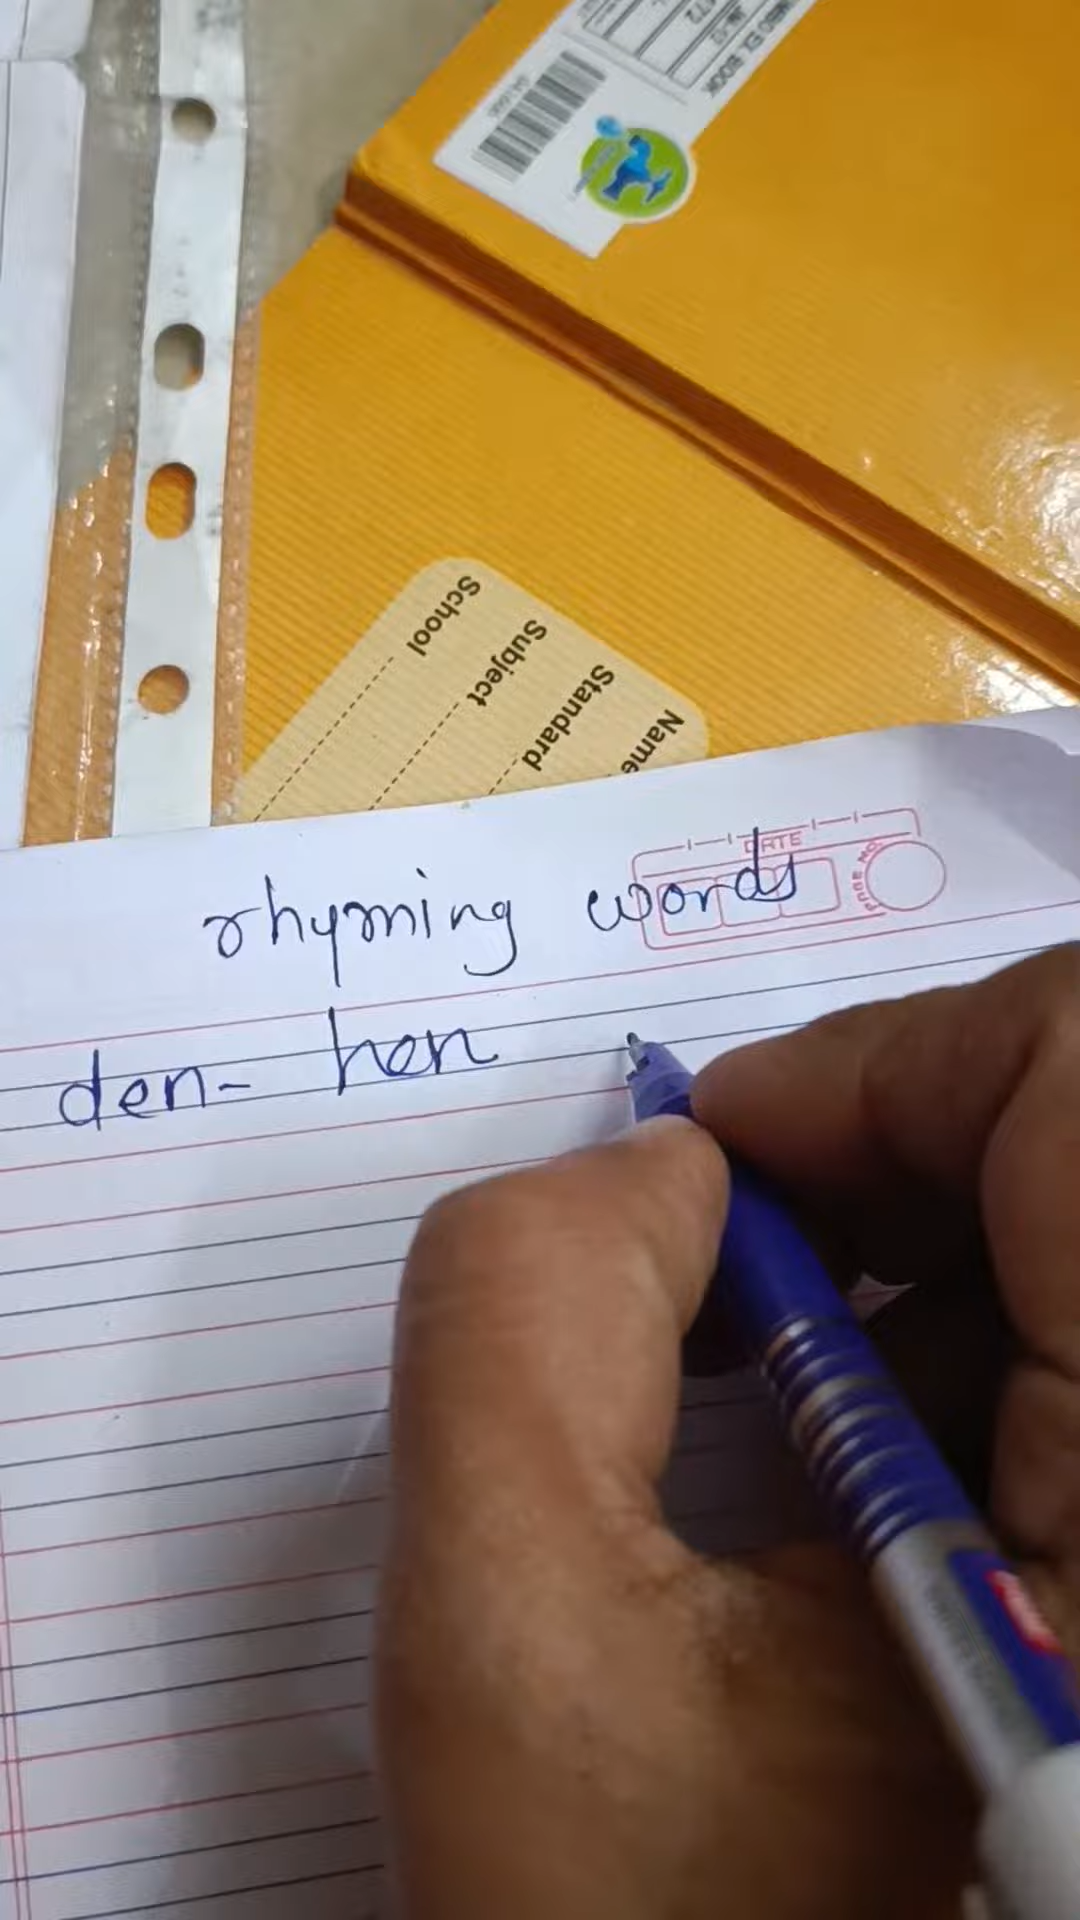 School
Subject
Standard
Name
DATE
PAGE NO.
rhyming words
den- hen